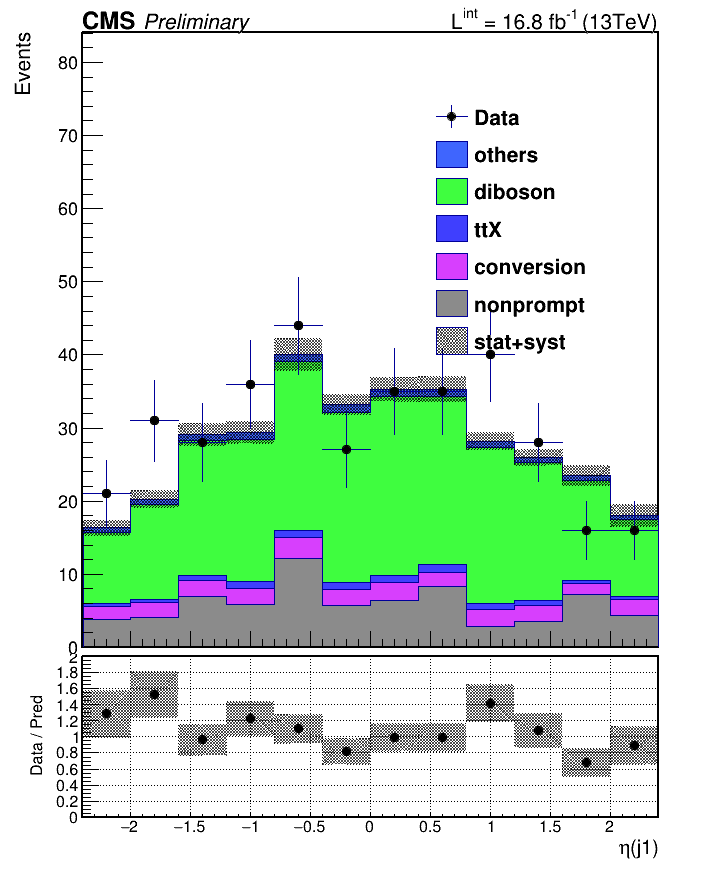 CMS Preliminary L^int = 16.8 fb^-1 (13TeV)
Events
80
70
60
50
40
30
20
10
0
Data
others
diboson
ttX
conversion
nonprompt
stat+syst
Data / Pred
2
1.8
1.6
1.4
1.2
1
0.8
0.6
0.4
0.2
0
−2 −1.5 −1 −0.5 0 0.5 1 1.5 2
η(j1)